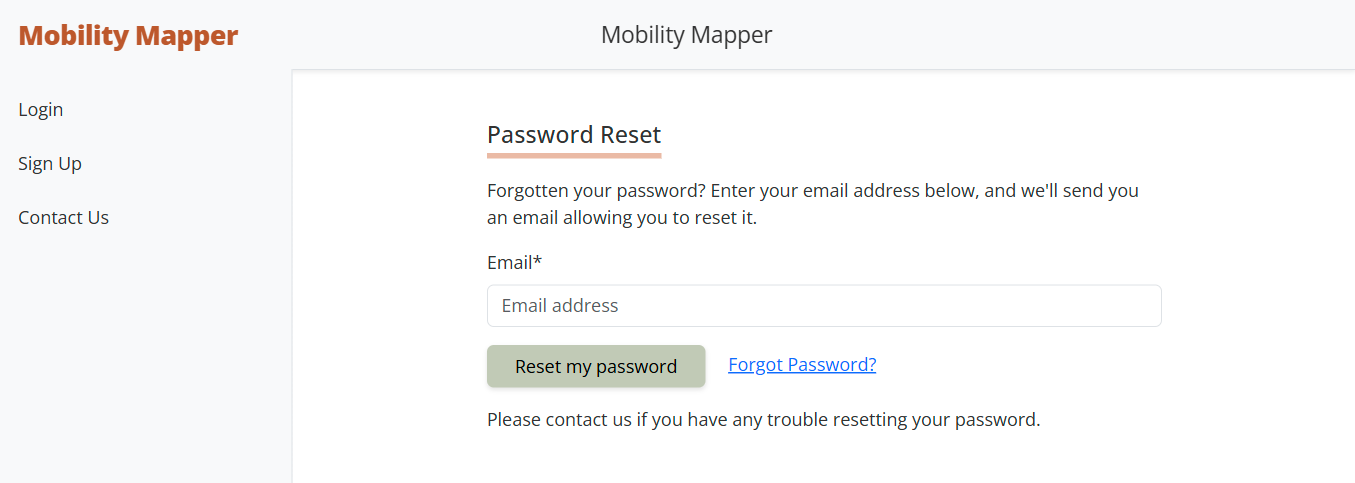 Mobility Mapper
Mobility Mapper
Login
Sign Up
Contact Us
Password Reset
Forgotten your password? Enter your email address below, and we'll send you
an email allowing you to reset it.
Email*
Email address
Reset my password
Forgot Password?
Please contact us if you have any trouble resetting your password.